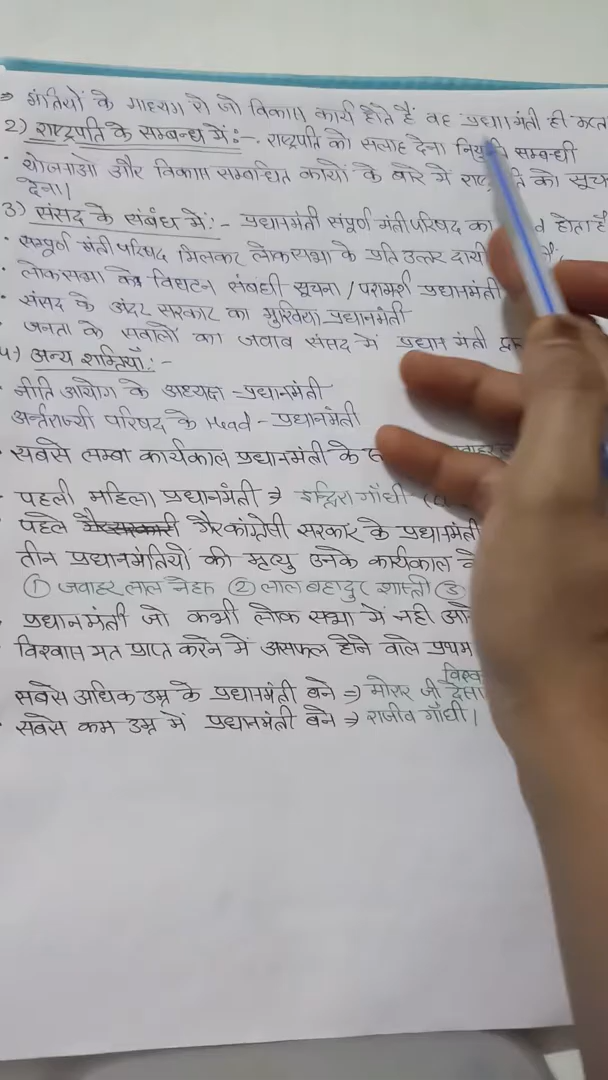 ⇒ मंत्रियों के माध्यम से जो विकास कार्य होते हैं वह प्रधानमंत्री ही करता
2) राष्ट्रपति के सम्बन्ध में:- राष्ट्रपति को सलाह देना सम्बन्धी
• योजनाओ और विकास सम्बन्धित कार्यो के बारे में को सूच
देना।
3) संसद के संबंध में:- प्रधानमंत्री संपूर्ण मंत्रीपरिषद का होता है
• सम्पूर्ण मंत्री परिषद मिलकर लोकसभा के प्रति उत्तर दायी
• लोकसभा विघटन संबंधी सूचना / परामर्श प्रधानमंत्री
• संसद के अंदर सरकार का मुखिया प्रधानमंत्री
• जनता के सवालों का जवाब संसद में प्रधान मंत्री
4) अन्य शक्तियाँ:-
• नीति आयोग के अध्यक्ष = प्रधानमंत्री
अर्न्तराज्यी परिषद के Head - प्रधानमंत्री
• सबसे लम्बा कार्यकाल प्रधानमंत्री के
- पहली महिला प्रधानमंत्री ⇒ इन्दिरा गाँधी
• पहले गैरकांग्रेसी सरकार के प्रधानमंत्री
तीन प्रधानमंत्रियों की मृत्यु उनके कार्यकाल
① जवाहर लाल नेहरू ② लाल बहादुर शास्त्री ③
- प्रधानमंत्री जो कभी लोक सभा में नही
• विश्वास मत प्राप्त करने में असफल होने वाले प्रथम
विश्व
सबसे अधिक उम्र के प्रधानमंत्री बने ⇒ मोरार जी देसा
• सबसे कम उम्र में प्रधानमंत्री बने ⇒ राजीव गाँधी।